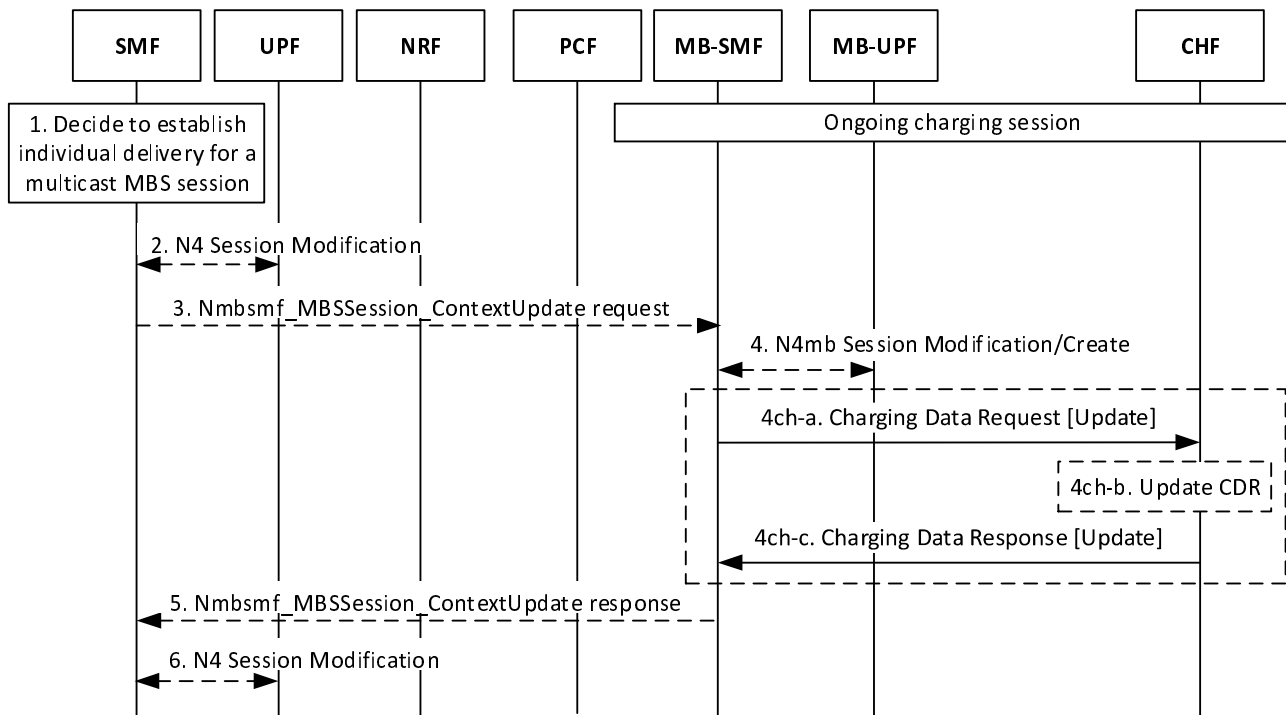 SMF
UPF
NRF
PCF
MB-SMF
MB-UPF
CHF
1. Decide to establish
individual delivery for a
multicast MBS session
Ongoing charging session
2. N4 Session Modification
3. Nmbsmf_MBSSession_ContextUpdate request
4. N4mb Session Modification/Create
4ch-a. Charging Data Request [Update]
4ch-b. Update CDR
4ch-c. Charging Data Response [Update]
5. Nmbsmf_MBSSession_ContextUpdate response
6. N4 Session Modification